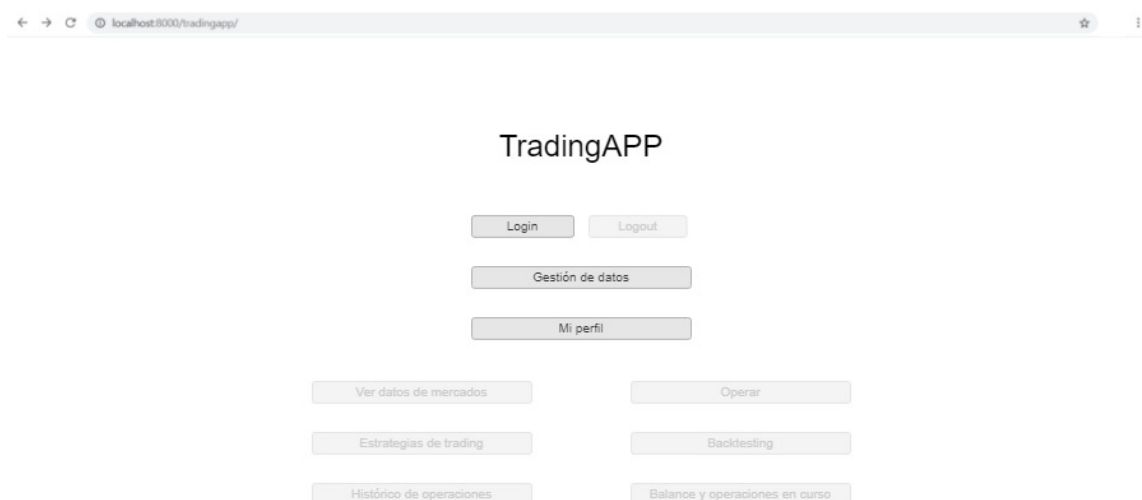 localhost:8000/tradingapp/
TradingAPP
Login Logout
Gestión de datos
Mi perfil
Ver datos de mercados Operar
Estrategias de trading Backtesting
Histórico de operaciones Balance y operaciones en curso